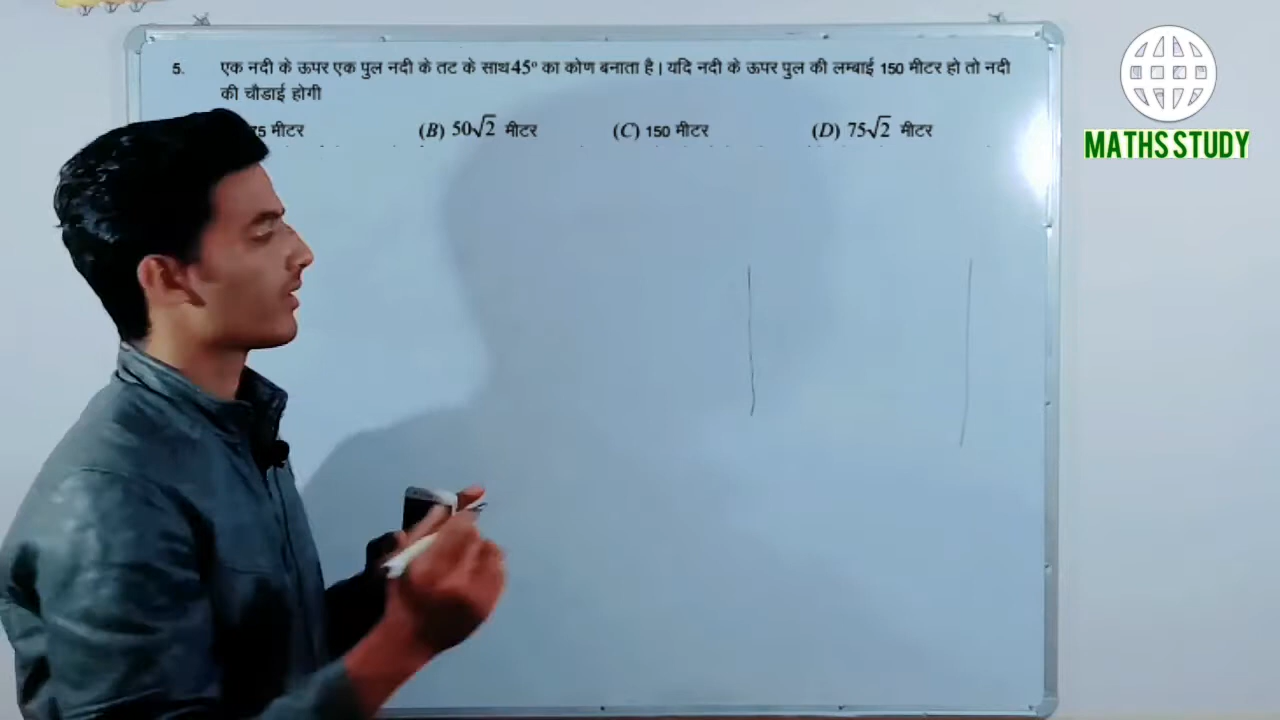 5. एक नदी के ऊपर एक पुल नदी के तट के साथ 45° का कोण बनाता है। यदि नदी के ऊपर पुल की लम्बाई 150 मीटर हो तो नदी
की चौडाई होगी
75 मीटर (B) 50√2 मीटर (C) 150 मीटर (D) 75√2 मीटर
MATHS STUDY